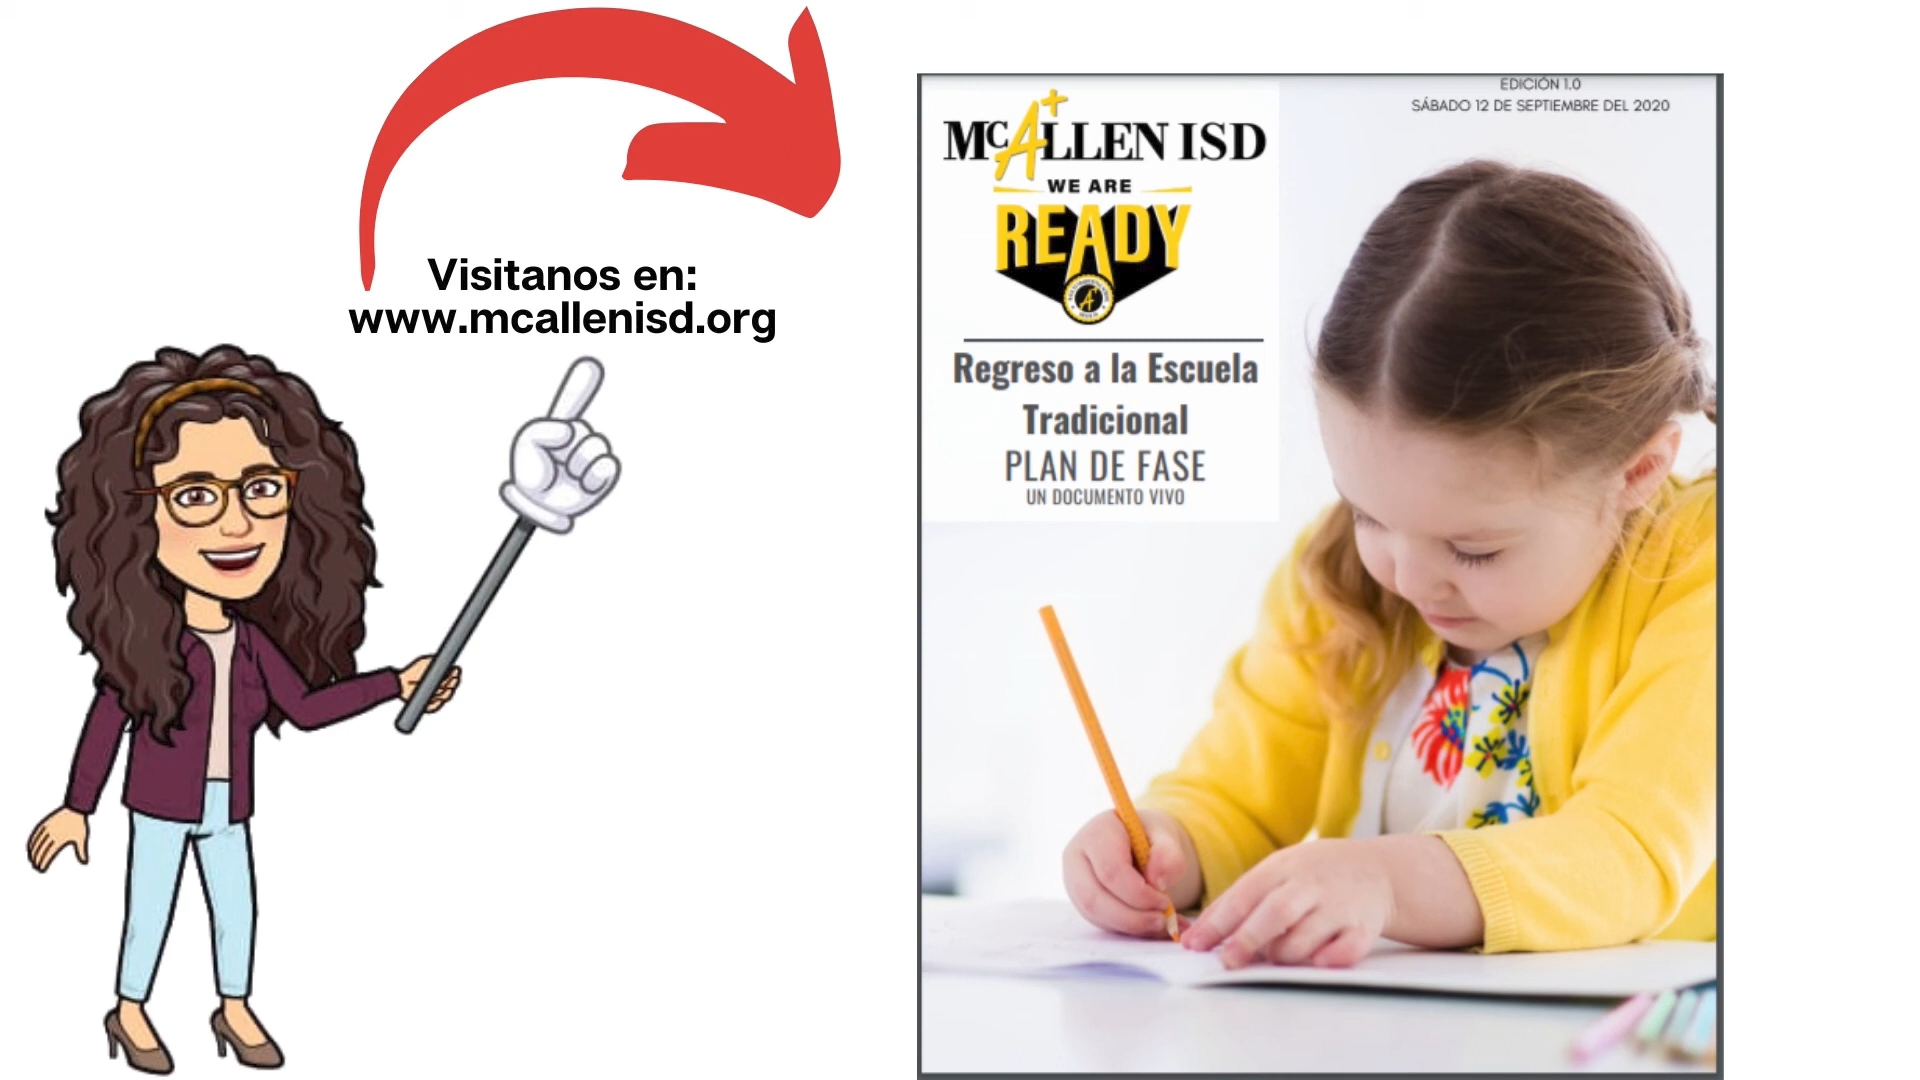 Visitanos en:
www.mcallenisd.org
EDICIÓN 1.0
SÁBADO 12 DE SEPTIEMBRE DEL 2020
MCALLEN ISD
WE ARE
READY
Regreso a la Escuela
Tradicional
PLAN DE FASE
UN DOCUMENTO VIVO